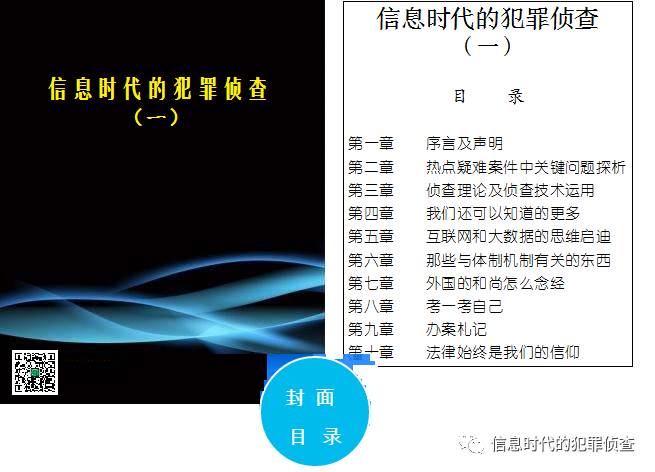 信息时代的犯罪侦查
（一）
信息时代的犯罪侦查
（一）
目 录
第一章 序言及声明
第二章 热点疑难案件中关键问题探析
第三章 侦查理论及侦查技术运用
第四章 我们还可以知道的更多
第五章 互联网和大数据的思维启迪
第六章 那些与体制机制有关的东西
第七章 外国的和尚怎么念经
第八章 考一考自己
第九章 办案札记
第十章 法律始终是我们的信仰
封 面
目 录
信息时代的犯罪侦查